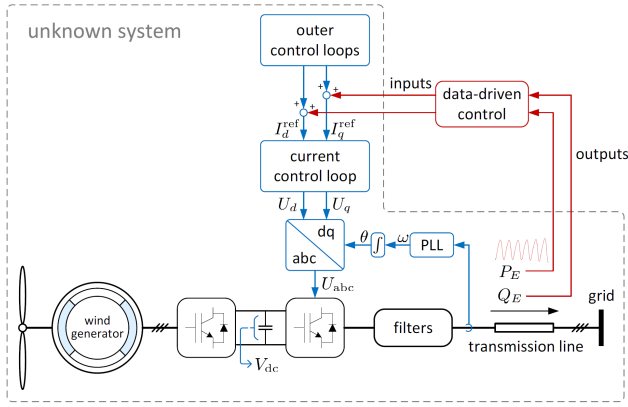 unknown system
outer
control loops
inputs
data-driven
control
+ +
+ +
I_d^ref I_q^ref
current
control loop
outputs
U_d U_q
dq
abc
θ ∫ ω PLL
P_E
Q_E
U_abc
grid
wind
generator
filters
transmission line
V_dc